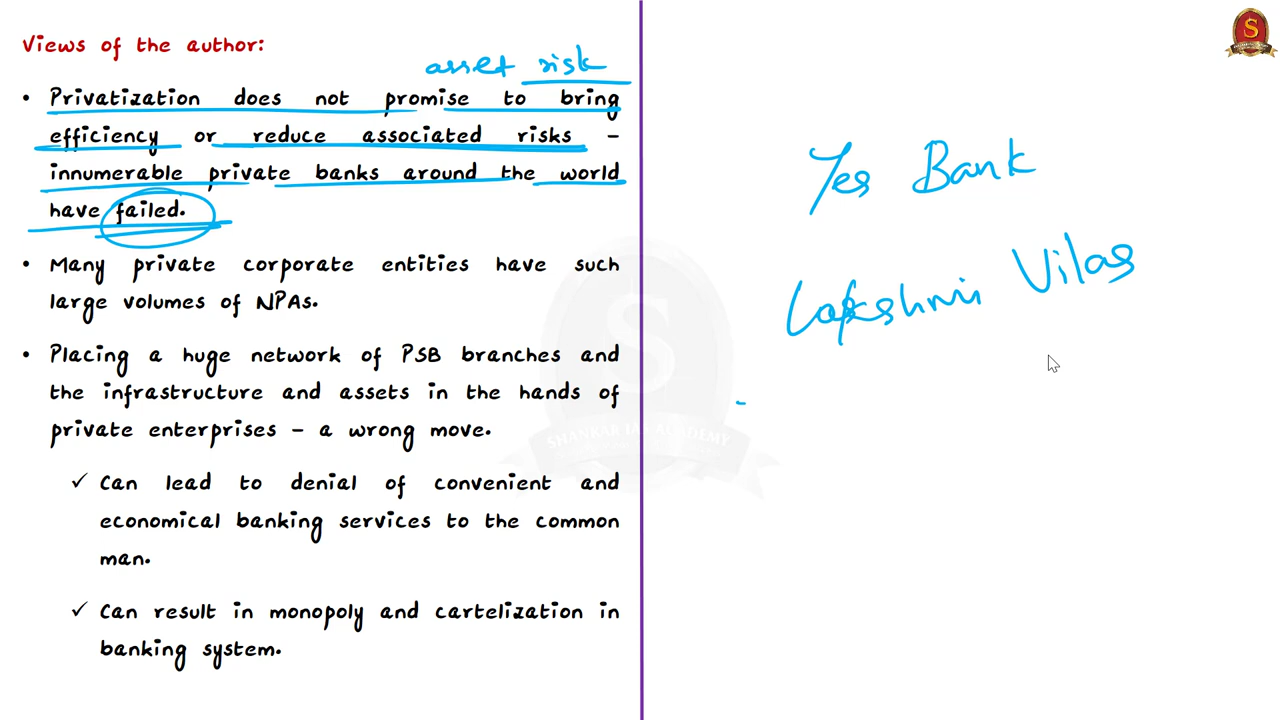 Views of the author:
asset risk
• Privatization does not promise to bring
efficiency or reduce associated risks –
innumerable private banks around the world
have failed.
• Many private corporate entities have such
large volumes of NPAs.
• Placing a huge network of PSB branches and
the infrastructure and assets in the hands of
private enterprises – a wrong move.
✓ Can lead to denial of convenient and
economical banking services to the common
man.
✓ Can result in monopoly and cartelization in
banking system.
Yes Bank
Lakshmi Vilas
S
SHANKAR IAS ACADEMY